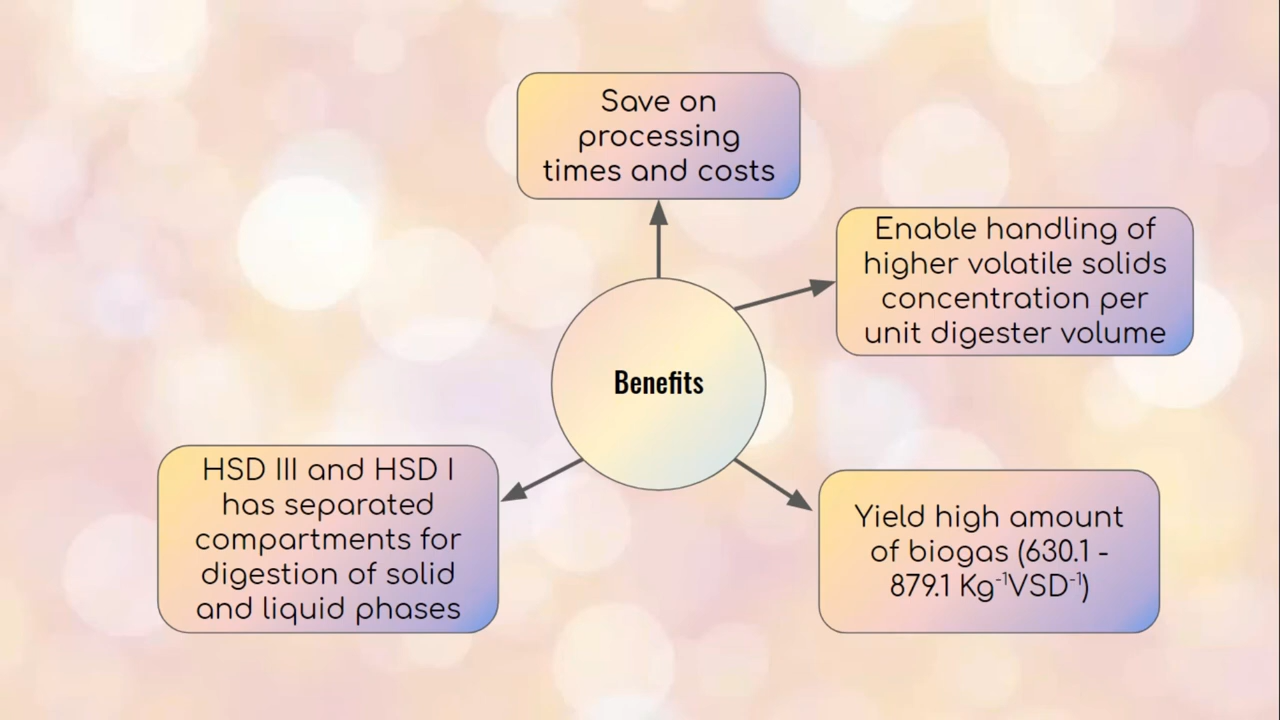 Save on
processing
times and costs
Enable handling of
higher volatile solids
concentration per
unit digester volume
Benefits
HSD III and HSD I
has separated
compartments for
digestion of solid
and liquid phases
Yield high amount
of biogas (630.1 -
879.1 Kg⁻¹VSD⁻¹)